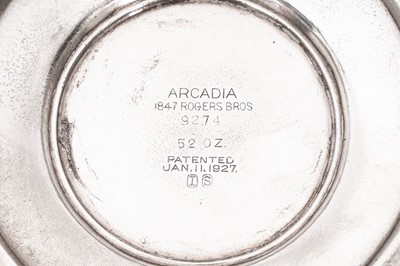 ARCADIA
1847 ROGERS BROS
9274
52 OZ.
PATENTED
JAN.11.1927.
I S